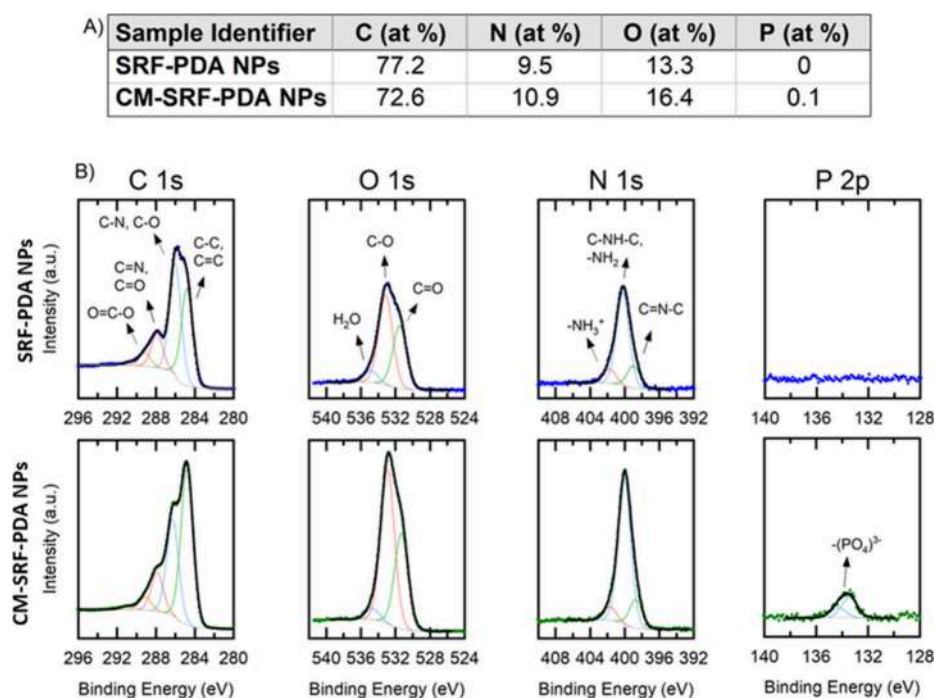 A)
Sample Identifier C (at %) N (at %) O (at %) P (at %)
SRF-PDA NPs 77.2 9.5 13.3 0
CM-SRF-PDA NPs 72.6 10.9 16.4 0.1
B)
C 1s O 1s N 1s P 2p
SRF-PDA NPs
Intensity (a.u.)
C-N, C-O
C=N,
C=O
O=C-O
C-C,
C=C
296 292 288 284 280
C-O
C=O
H₂O
540 536 532 528 524
C-NH-C,
-NH₂
-NH₃⁺
C=N-C
408 404 400 396 392
140 136 132 128
CM-SRF-PDA NPs
Intensity (a.u.)
296 292 288 284 280
Binding Energy (eV)
540 536 532 528 524
Binding Energy (eV)
408 404 400 396 392
Binding Energy (eV)
-(PO₄)³⁻
140 136 132 128
Binding Energy (eV)